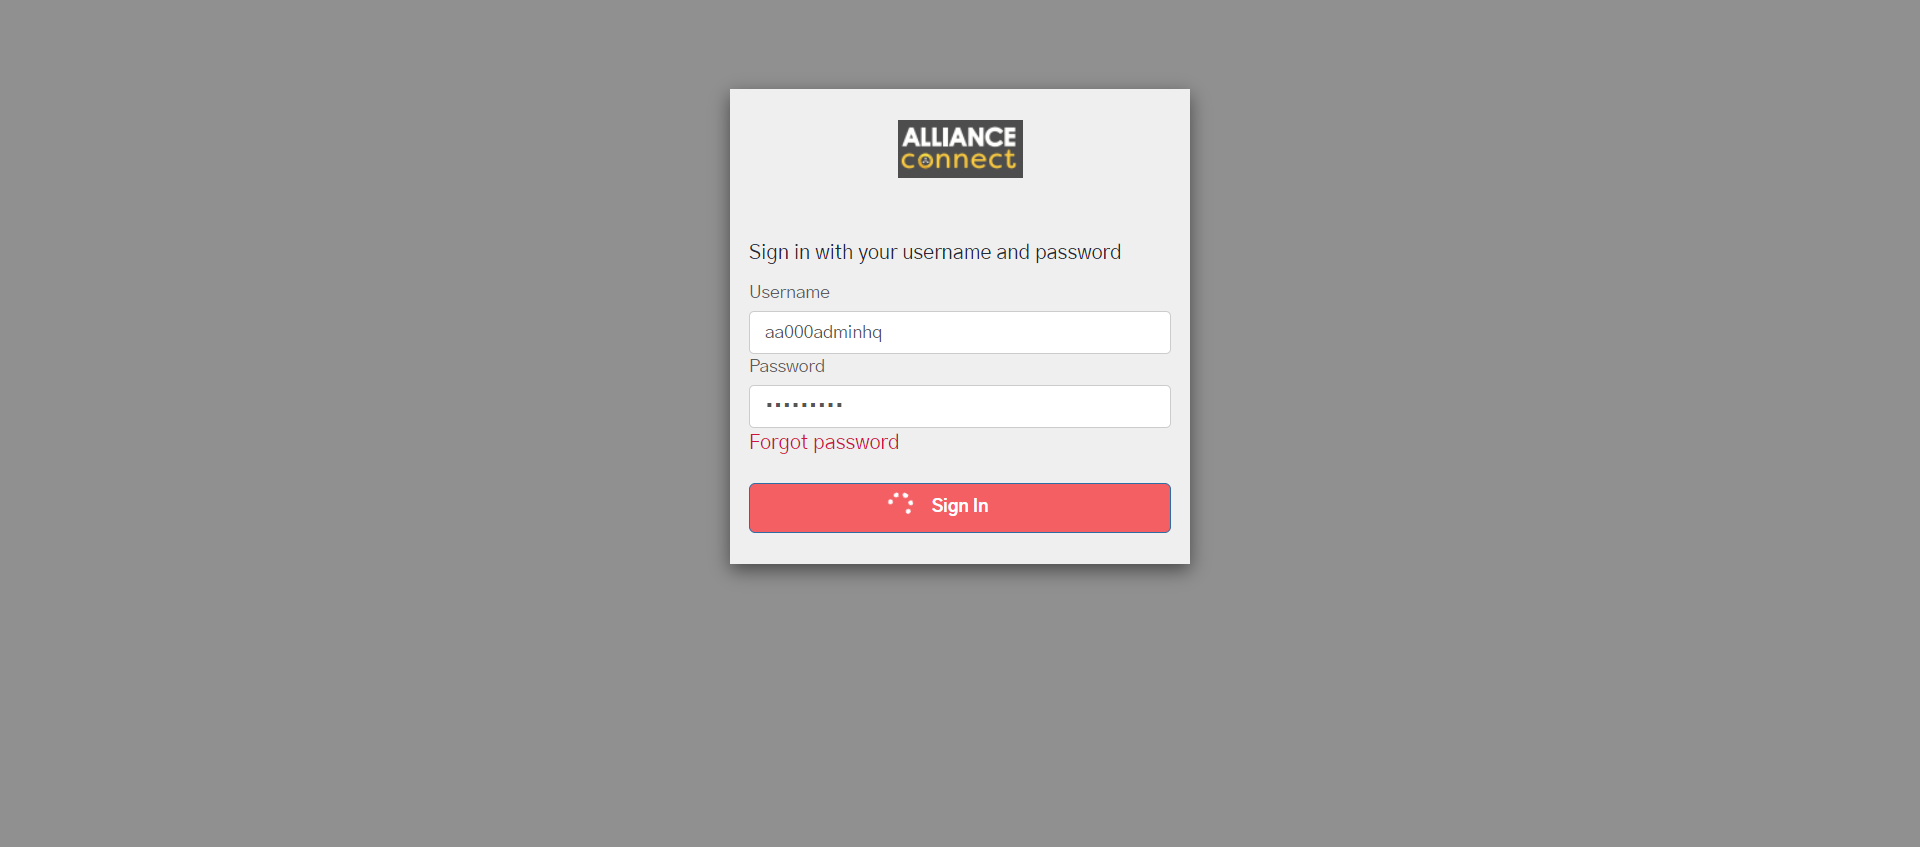 ALLIANCE
connect
Sign in with your username and password
Username
aa000adminhq
Password
Forgot password
Sign In